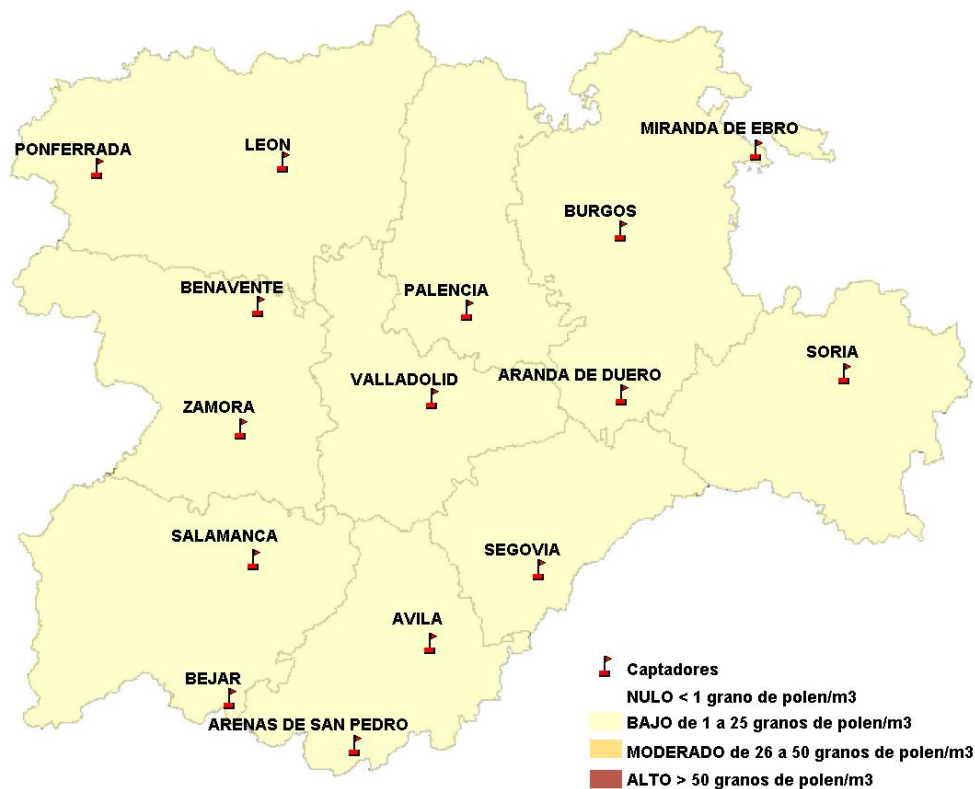 MIRANDA DE EBRO
PONFERRADA
LEON
BURGOS
BENAVENTE
PALENCIA
SORIA
VALLADOLID
ARANDA DE DUERO
ZAMORA
SALAMANCA
SEGOVIA
AVILA
BEJAR
ARENAS DE SAN PEDRO
Captadores
NULO < 1 grano de polen/m3
BAJO de 1 a 25 granos de polen/m3
MODERADO de 26 a 50 granos de polen/m3
ALTO > 50 granos de polen/m3